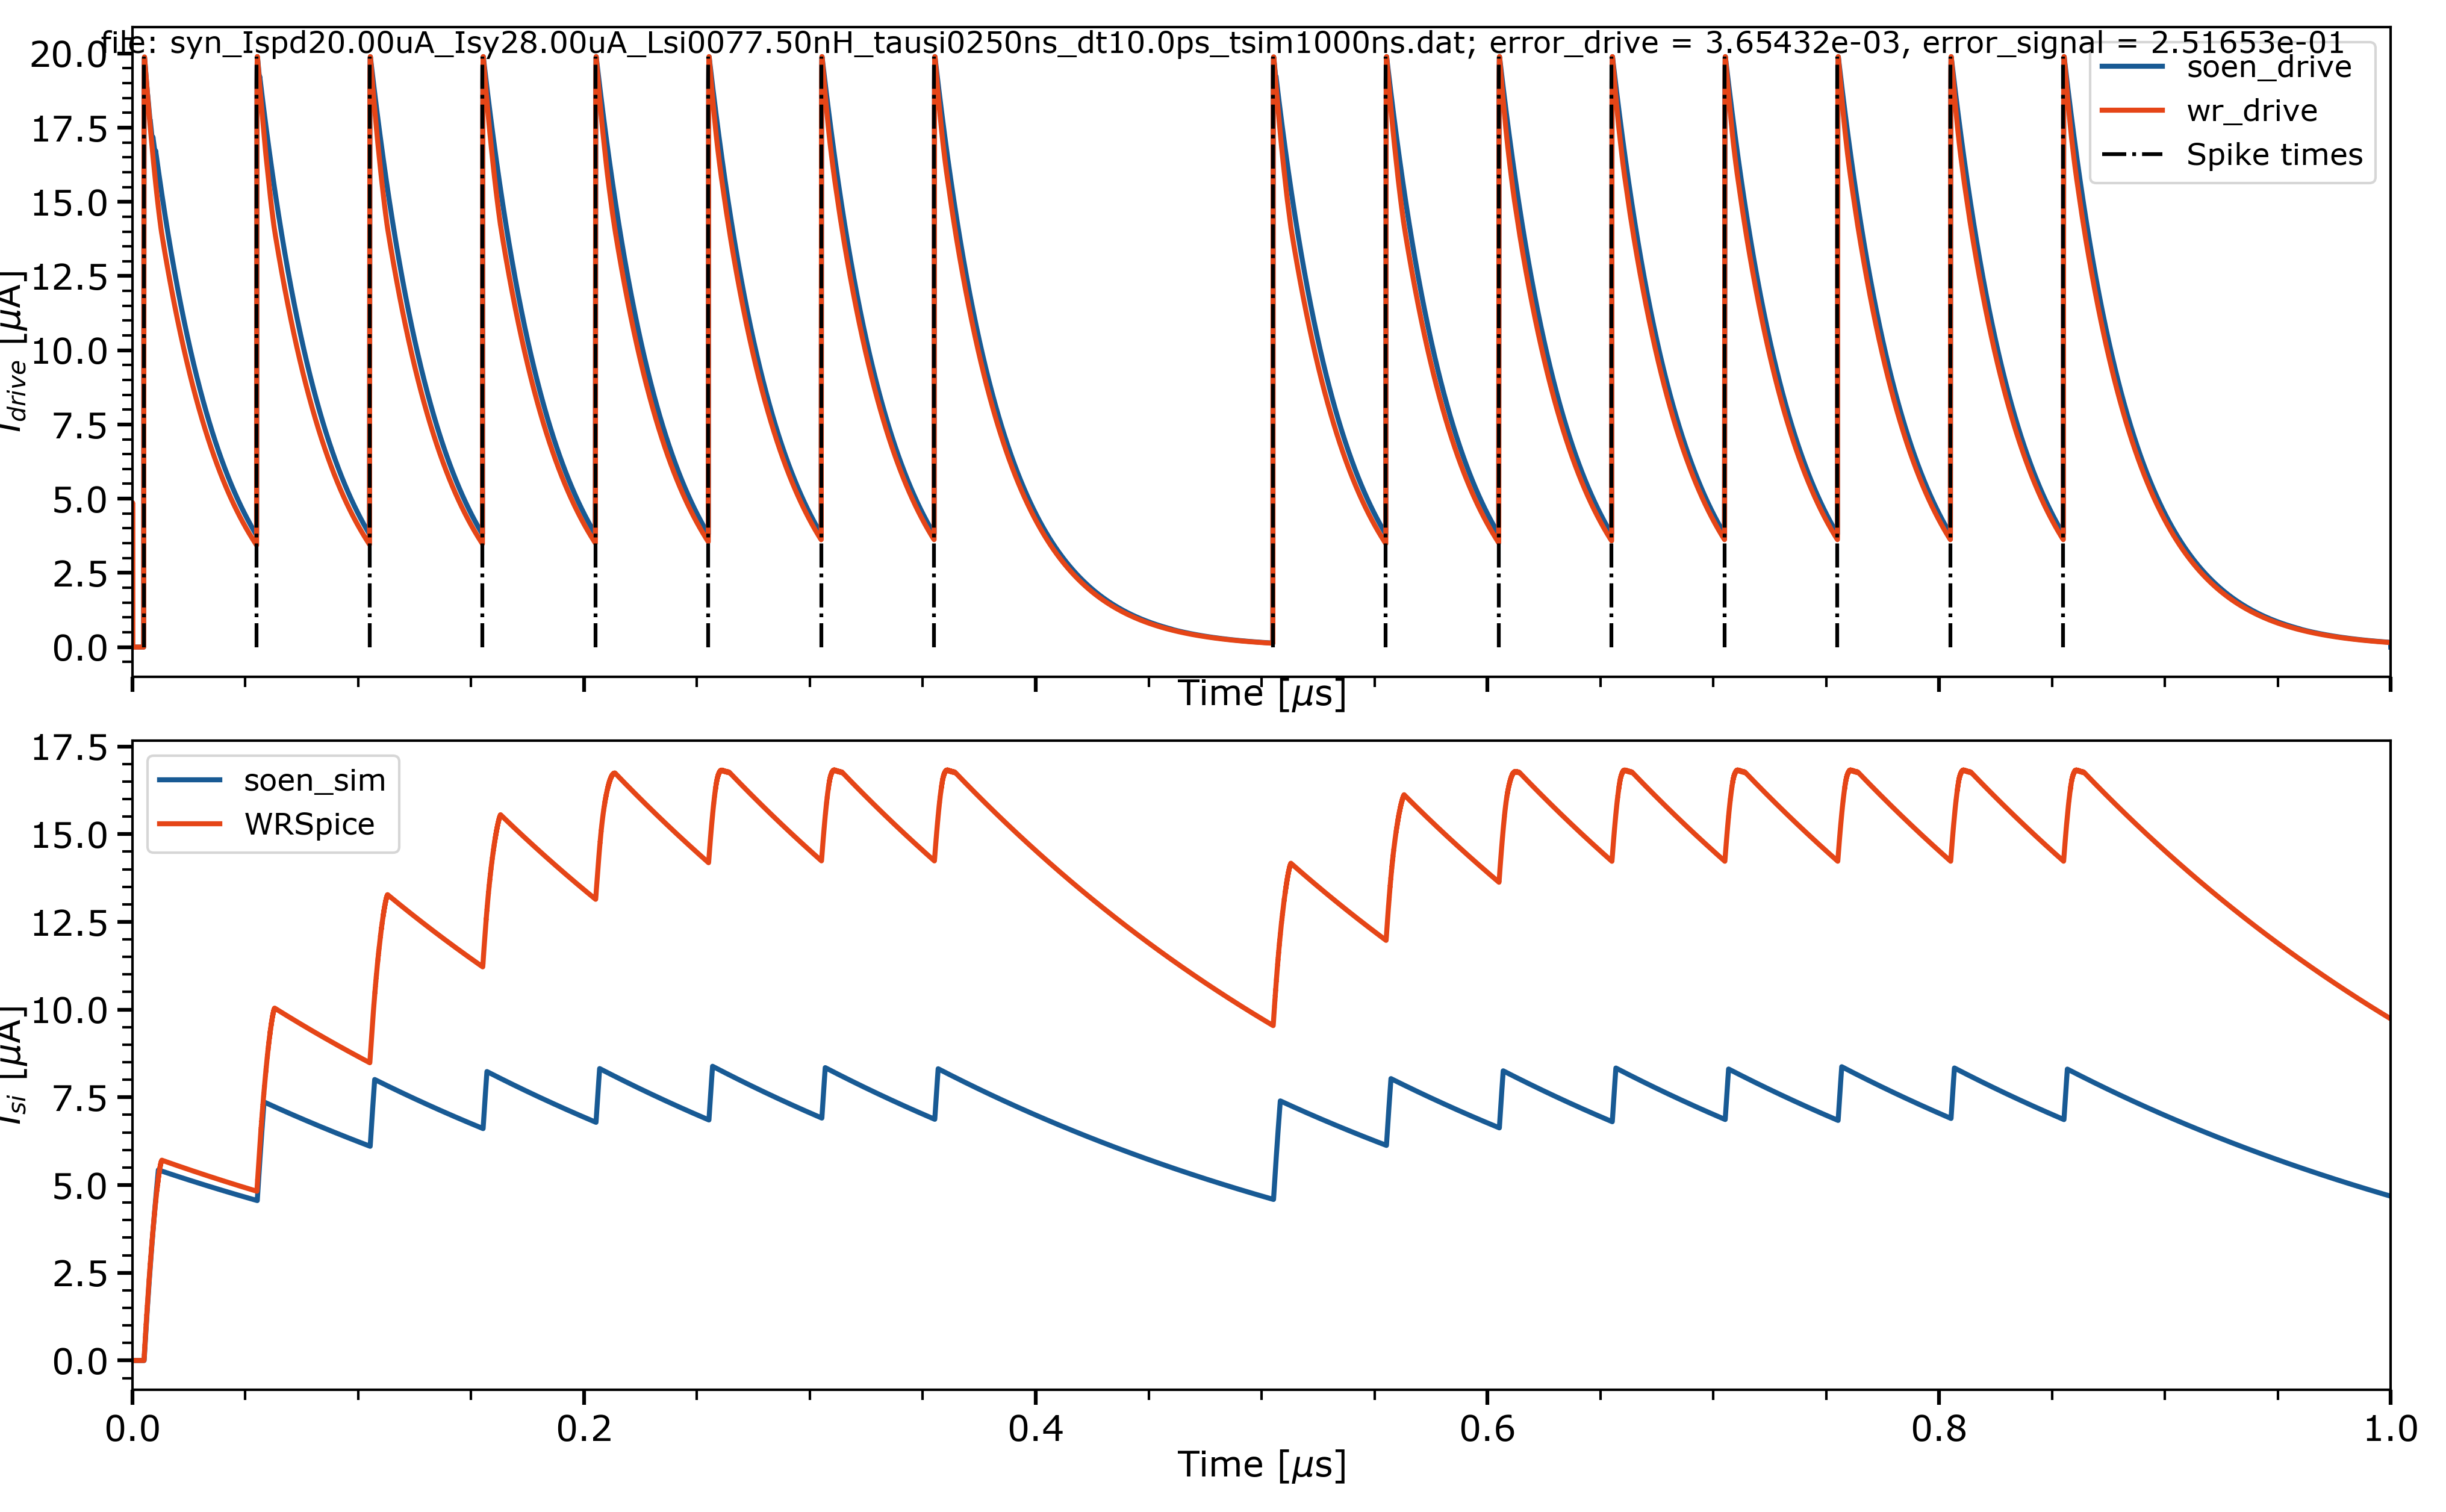 file: syn_Ispd20.00uA_Isy28.00uA_Lsi0077.50nH_tausi0250ns_dt10.0ps_tsim1000ns.dat; error_drive = 3.65432e-03, error_signal = 2.51653e-01
soen_drive
wr_drive
Spike times
20.0
17.5
15.0
12.5
10.0
7.5
5.0
2.5
0.0
I_drive [μA]
Time [μs]
soen_sim
WRSpice
17.5
15.0
12.5
10.0
7.5
5.0
2.5
0.0
I_si [μA]
0.0 0.2 0.4 0.6 0.8 1.0
Time [μs]